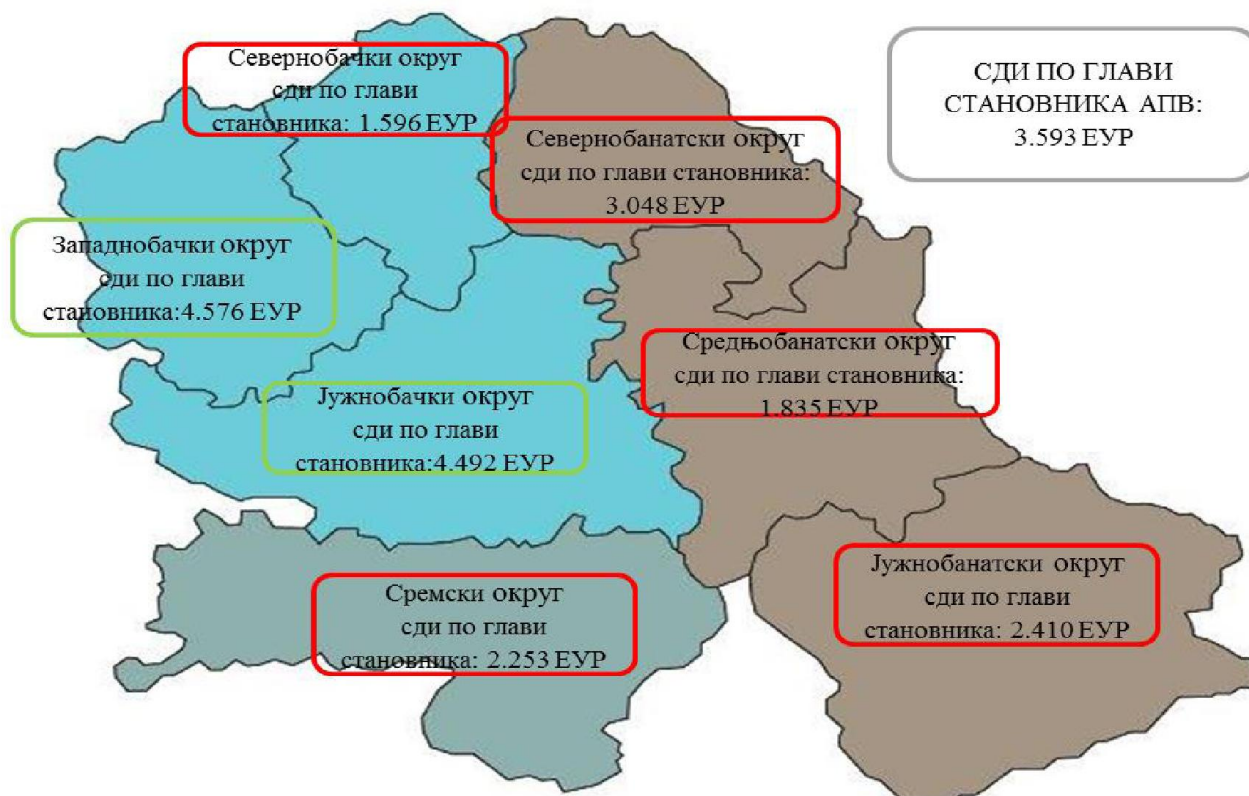 Севернобачки округ
сди по глави
становника: 1.596 ЕУР
СДИ ПО ГЛАВИ
СТАНОВНИКА АПВ:
3.593 ЕУР
Севернобанатски округ
сди по глави становника:
3.048 ЕУР
Западнобачки округ
сди по глави
становника:4.576 ЕУР
Средњобанатски округ
сди по глави становника:
1.835 ЕУР
Јужнобачки округ
сди по глави
становника:4.492 ЕУР
Јужнобанатски округ
сди по глави
становника: 2.410 ЕУР
Сремски округ
сди по глави
становника: 2.253 ЕУР